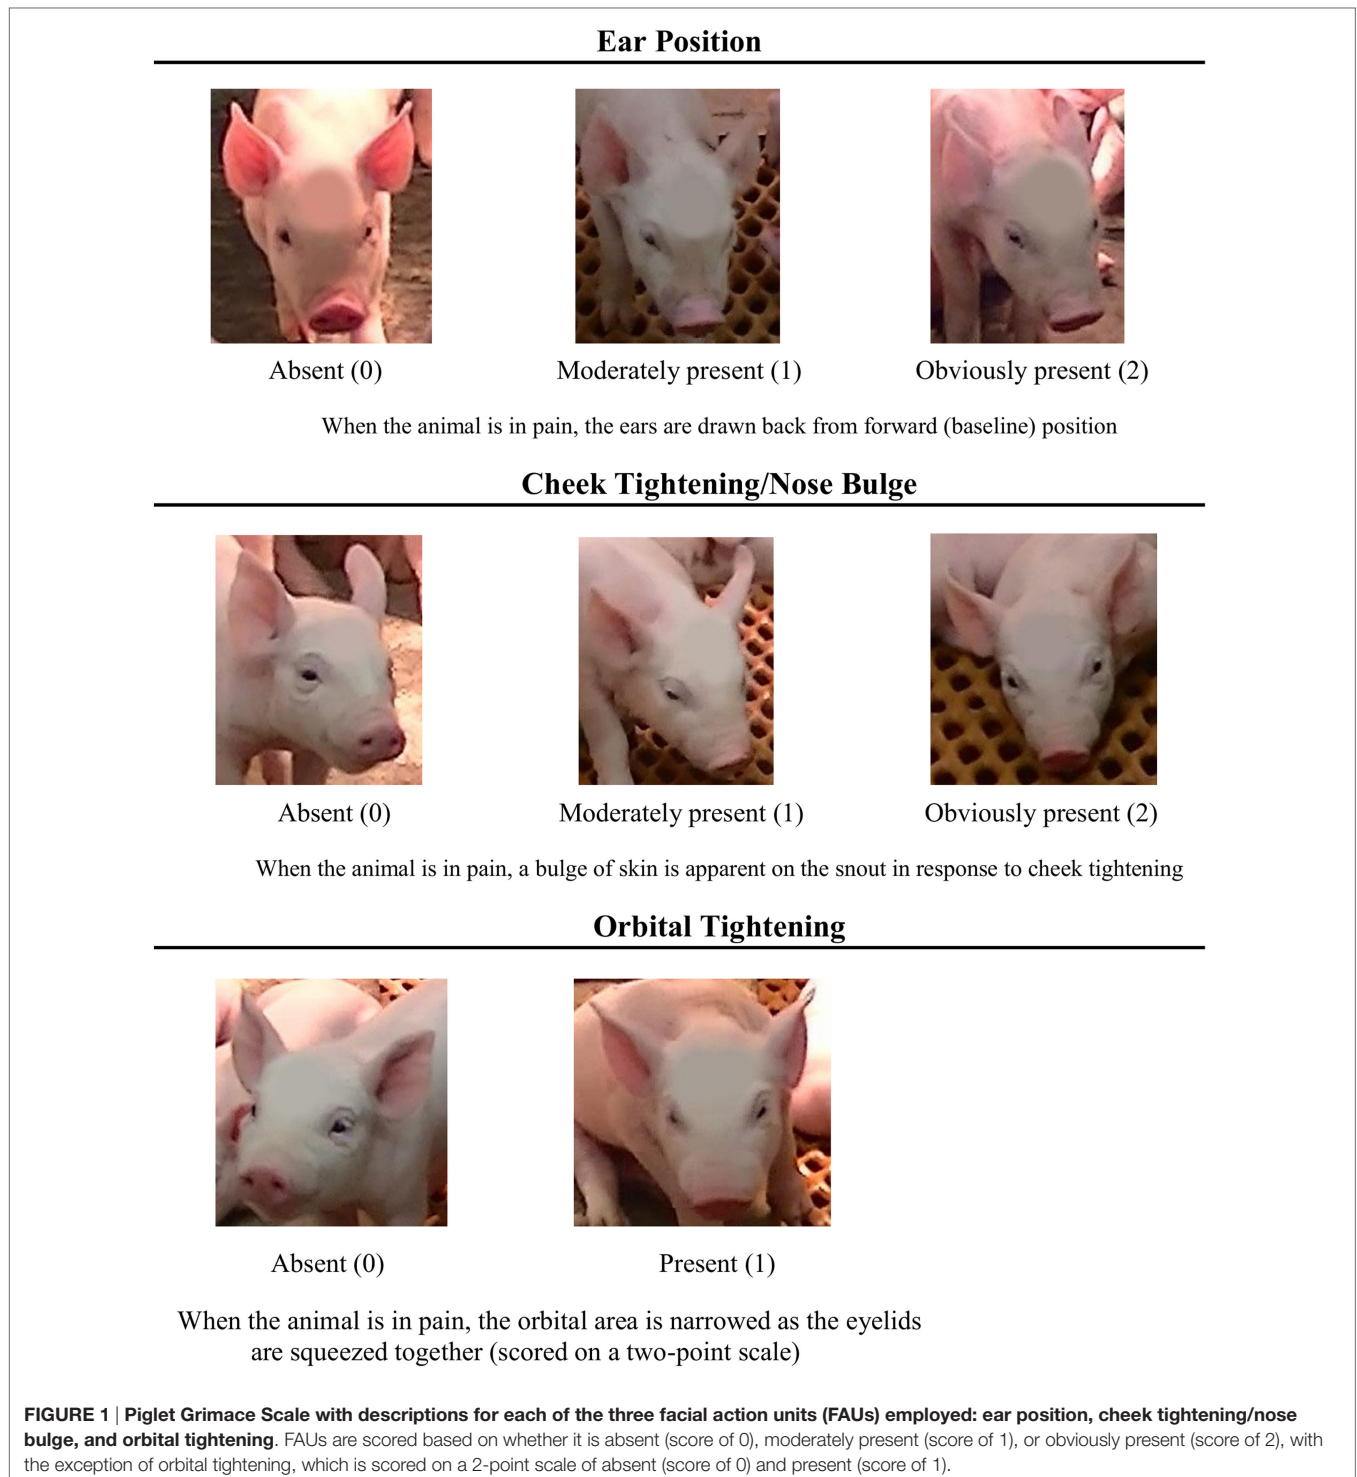 Ear Position
Absent (0)
Moderately present (1)
Obviously present (2)
When the animal is in pain, the ears are drawn back from forward (baseline) position
Cheek Tightening/Nose Bulge
Absent (0)
Moderately present (1)
Obviously present (2)
When the animal is in pain, a bulge of skin is apparent on the snout in response to cheek tightening
Orbital Tightening
Absent (0)
Present (1)
When the animal is in pain, the orbital area is narrowed as the eyelids
are squeezed together (scored on a two-point scale)
FIGURE 1 | Piglet Grimace Scale with descriptions for each of the three facial action units (FAUs) employed: ear position, cheek tightening/nose
bulge, and orbital tightening. FAUs are scored based on whether it is absent (score of 0), moderately present (score of 1), or obviously present (score of 2), with
the exception of orbital tightening, which is scored on a 2-point scale of absent (score of 0) and present (score of 1).